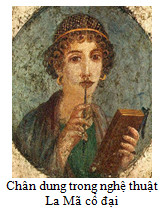 Chân dung trong nghệ thuật
La Mã cổ đại